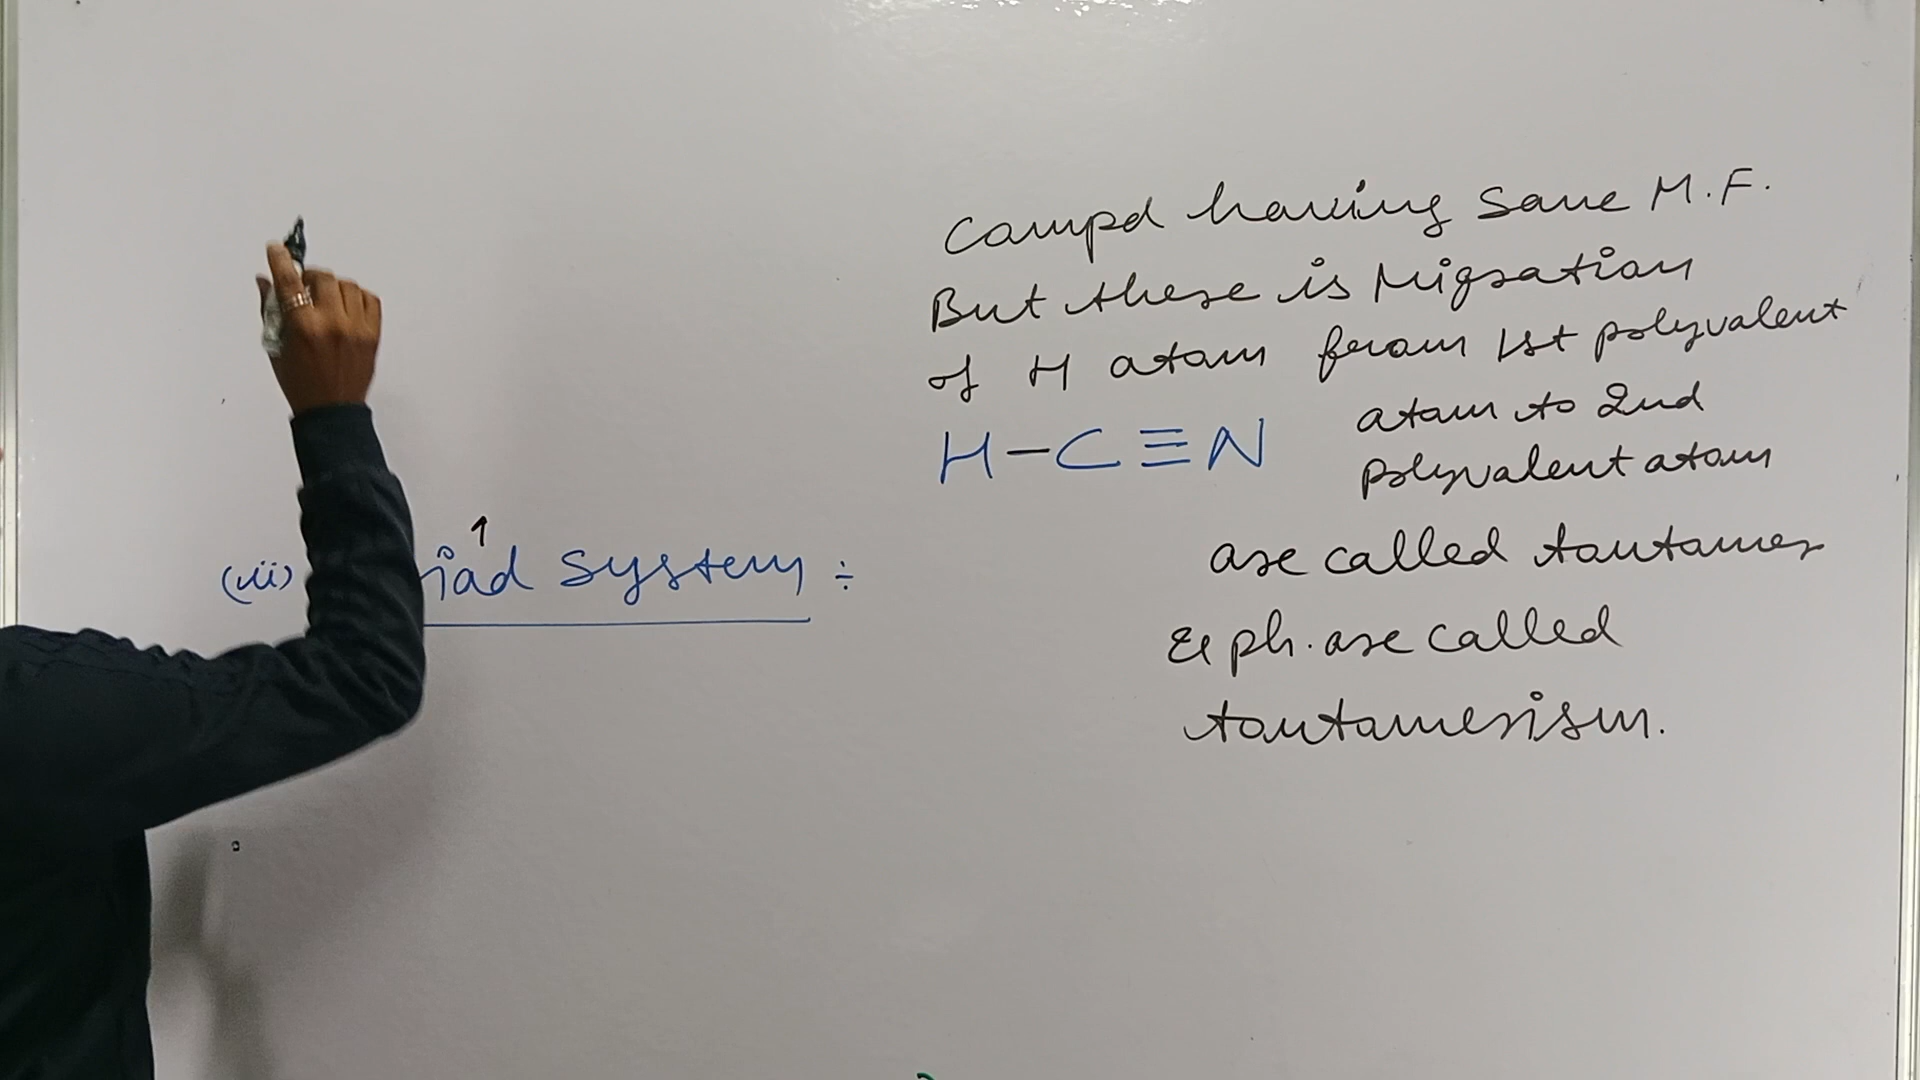 Compd having same M.F.
But there is Migration
of H atom from 1st polyvalent
atom to 2nd
H-C≡N
polyvalent atom
(iii) iad System ÷
are called tautomer
& ph. are called
tautomerism.